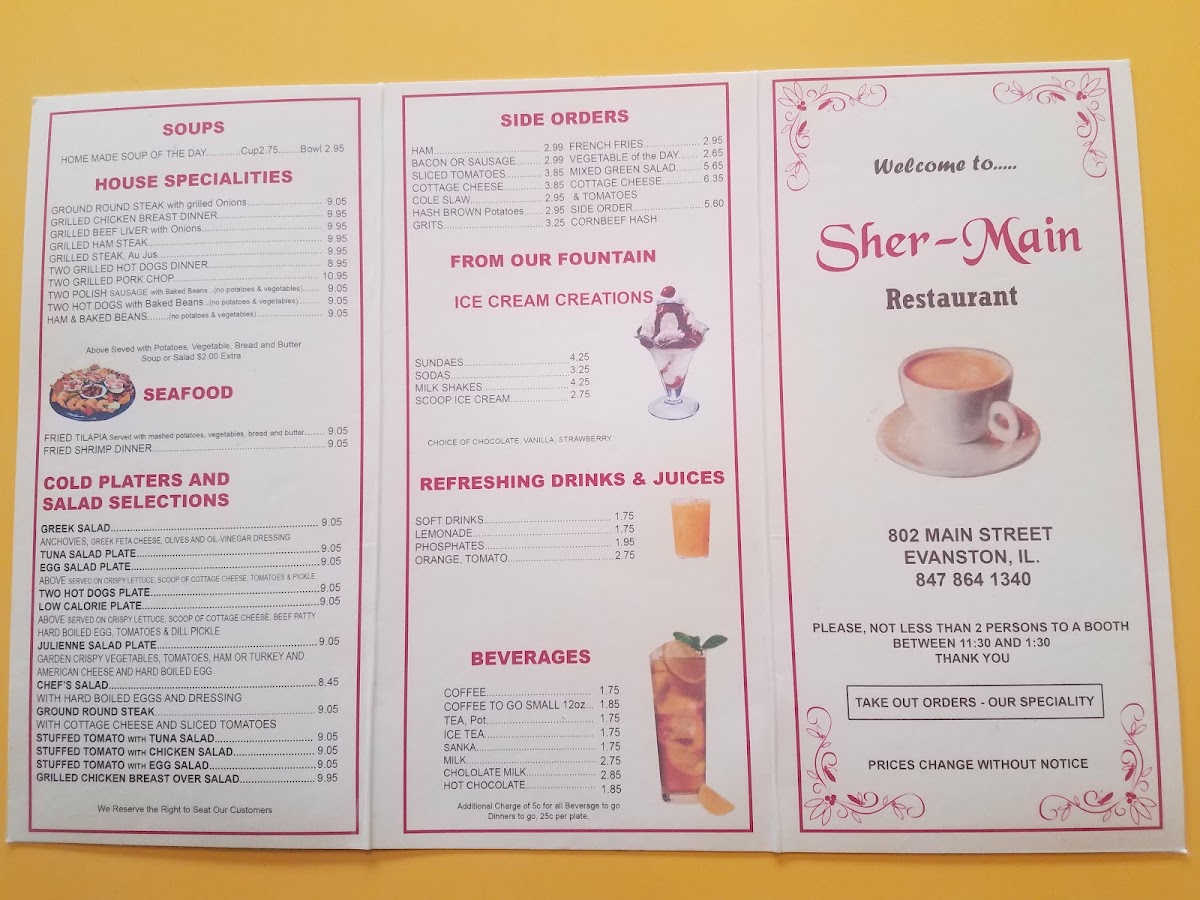 SOUPS
HOME MADE SOUP OF THE DAY............Cup2.75........Bowl 2.95
HOUSE SPECIALITIES
GROUND ROUND STEAK with grilled Onions.......................... 9.05
GRILLED CHICKEN BREAST DINNER.................................... 9.95
GRILLED BEEF LIVER with Onions........................................ 9.95
GRILLED HAM STEAK........................................................ 9.95
GRILLED STEAK, Au Jus.................................................... 9.95
TWO GRILLED HOT DOGS DINNER...................................... 8.95
TWO GRILLED PORK CHOP................................................ 10.95
TWO POLISH SAUSAGE with Baked Beans..(no potatoes & vegetables)....... 9.05
TWO HOT DOGS with Baked Beans..(no potatoes & vegetables)......... 9.05
HAM & BAKED BEANS........(no potatoes & vegetables)....................... 9.05
Above Seved with Potatoes, Vegetable, Bread and Butter
Soup or Salad $2.00 Extra
SEAFOOD
FRIED TILAPIA Served with mashed potatoes, vegetables, bread and butter....... 9.05
FRIED SHRIMP DINNER.......................................................... 9.05
COLD PLATERS AND
SALAD SELECTIONS
GREEK SALAD.................................................................... 9.05
ANCHOVIES, GREEK FETA CHEESE, OLIVES AND OIL-VINEGAR DRESSING
TUNA SALAD PLATE............................................................9.05
EGG SALAD PLATE..............................................................9.05
ABOVE SERVED ON CRISPY LETTUCE, SCOOP OF COTTAGE CHEESE, TOMATOES & PICKLE
TWO HOT DOGS PLATE........................................................9.05
LOW CALORIE PLATE..........................................................9.05
ABOVE SERVED ON CRISPY LETTUCE, SCOOP OF COTTAGE CHEESE, BEEF PATTY
HARD BOILED EGG, TOMATOES & DILL PICKLE
JULIENNE SALAD PLATE......................................................9.05
GARDEN CRISPY VEGETABLES, TOMATOES, HAM OR TURKEY AND
AMERICAN CHEESE AND HARD BOILED EGG
CHEF'S SALAD....................................................................8.45
WITH HARD BOILED EGGS AND DRESSING
GROUND ROUND STEAK...................................................... 9.05
WITH COTTAGE CHEESE AND SLICED TOMATOES
STUFFED TOMATO WITH TUNA SALAD................................ 9.05
STUFFED TOMATO WITH CHICKEN SALAD.......................... 9.05
STUFFED TOMATO WITH EGG SALAD..................................9.05
GRILLED CHICKEN BREAST OVER SALAD........................ 9.95
We Reserve the Right to Seat Our Customers
SIDE ORDERS
HAM.................................... 2.99
BACON OR SAUSAGE........ 2.99
SLICED TOMATOES........... 3.85
COTTAGE CHEESE............ 3.85
COLE SLAW....................... 2.95
HASH BROWN Potatoes....... 2.95
GRITS................................. 3.25
FRENCH FRIES................... 2.95
VEGETABLE of the DAY...... 2.65
MIXED GREEN SALAD.........5.65
COTTAGE CHEESE..............6.35
& TOMATOES
SIDE ORDER........................5.60
CORNBEEF HASH
FROM OUR FOUNTAIN
ICE CREAM CREATIONS
SUNDAES.................................. 4.25
SODAS.......................................3.25
MILK SHAKES............................ 4.25
SCOOP ICE CREAM................... 2.75
CHOICE OF CHOCOLATE, VANILLA, STRAWBERRY
REFRESHING DRINKS & JUICES
SOFT DRINKS......................................... 1.75
LEMONADE............................................. 1.75
PHOSPHATES......................................... 1.95
ORANGE, TOMATO................................. 2.75
BEVERAGES
COFFEE.................................... 1.75
COFFEE TO GO SMALL 12oz... 1.85
TEA, Pot.................................... 1.75
ICE TEA..................................... 1.75
SANKA....................................... 1.75
MILK.......................................... 2.75
CHOLOLATE MILK...................... 2.85
HOT CHOCOLATE...................... 1.85
Additional Charge of 5c for all Beverage to go
Dinners to go, 25c per plate.
Welcome to.....
Sher-Main
Restaurant
802 MAIN STREET
EVANSTON, IL.
847 864 1340
PLEASE, NOT LESS THAN 2 PERSONS TO A BOOTH
BETWEEN 11:30 AND 1:30
THANK YOU
TAKE OUT ORDERS - OUR SPECIALITY
PRICES CHANGE WITHOUT NOTICE